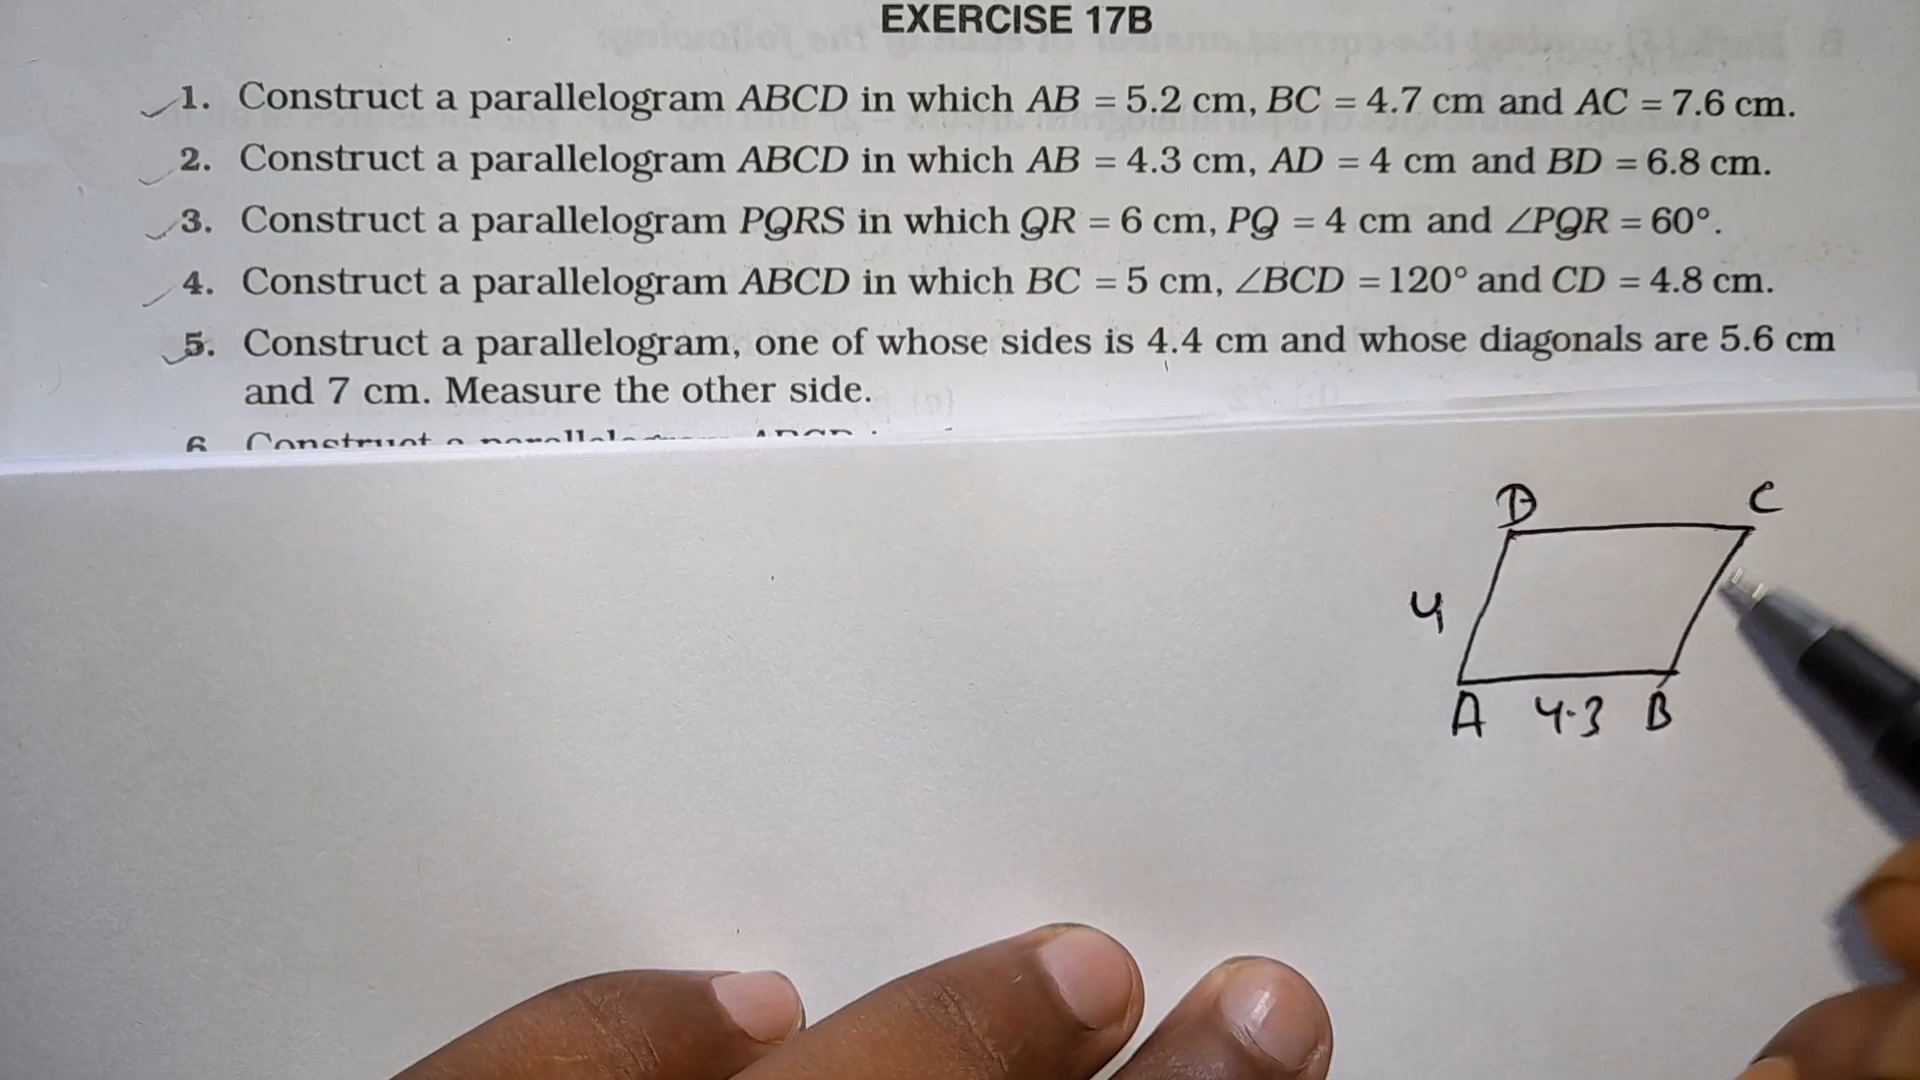 EXERCISE 17B
1. Construct a parallelogram ABCD in which AB = 5.2 cm, BC = 4.7 cm and AC = 7.6 cm.
2. Construct a parallelogram ABCD in which AB = 4.3 cm, AD = 4 cm and BD = 6.8 cm.
3. Construct a parallelogram PQRS in which QR = 6 cm, PQ = 4 cm and ∠PQR = 60°.
4. Construct a parallelogram ABCD in which BC = 5 cm, ∠BCD = 120° and CD = 4.8 cm.
5. Construct a parallelogram, one of whose sides is 4.4 cm and whose diagonals are 5.6 cm
and 7 cm. Measure the other side.
6 Construct a
D C
4
A 4.3 B